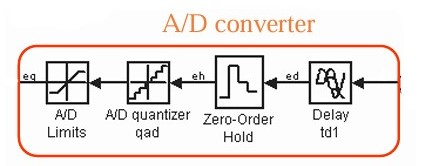 A/D converter
eq
eh
ed
A/D
Limits
A/D quantizer
qad
Zero-Order
Hold
Delay
td1